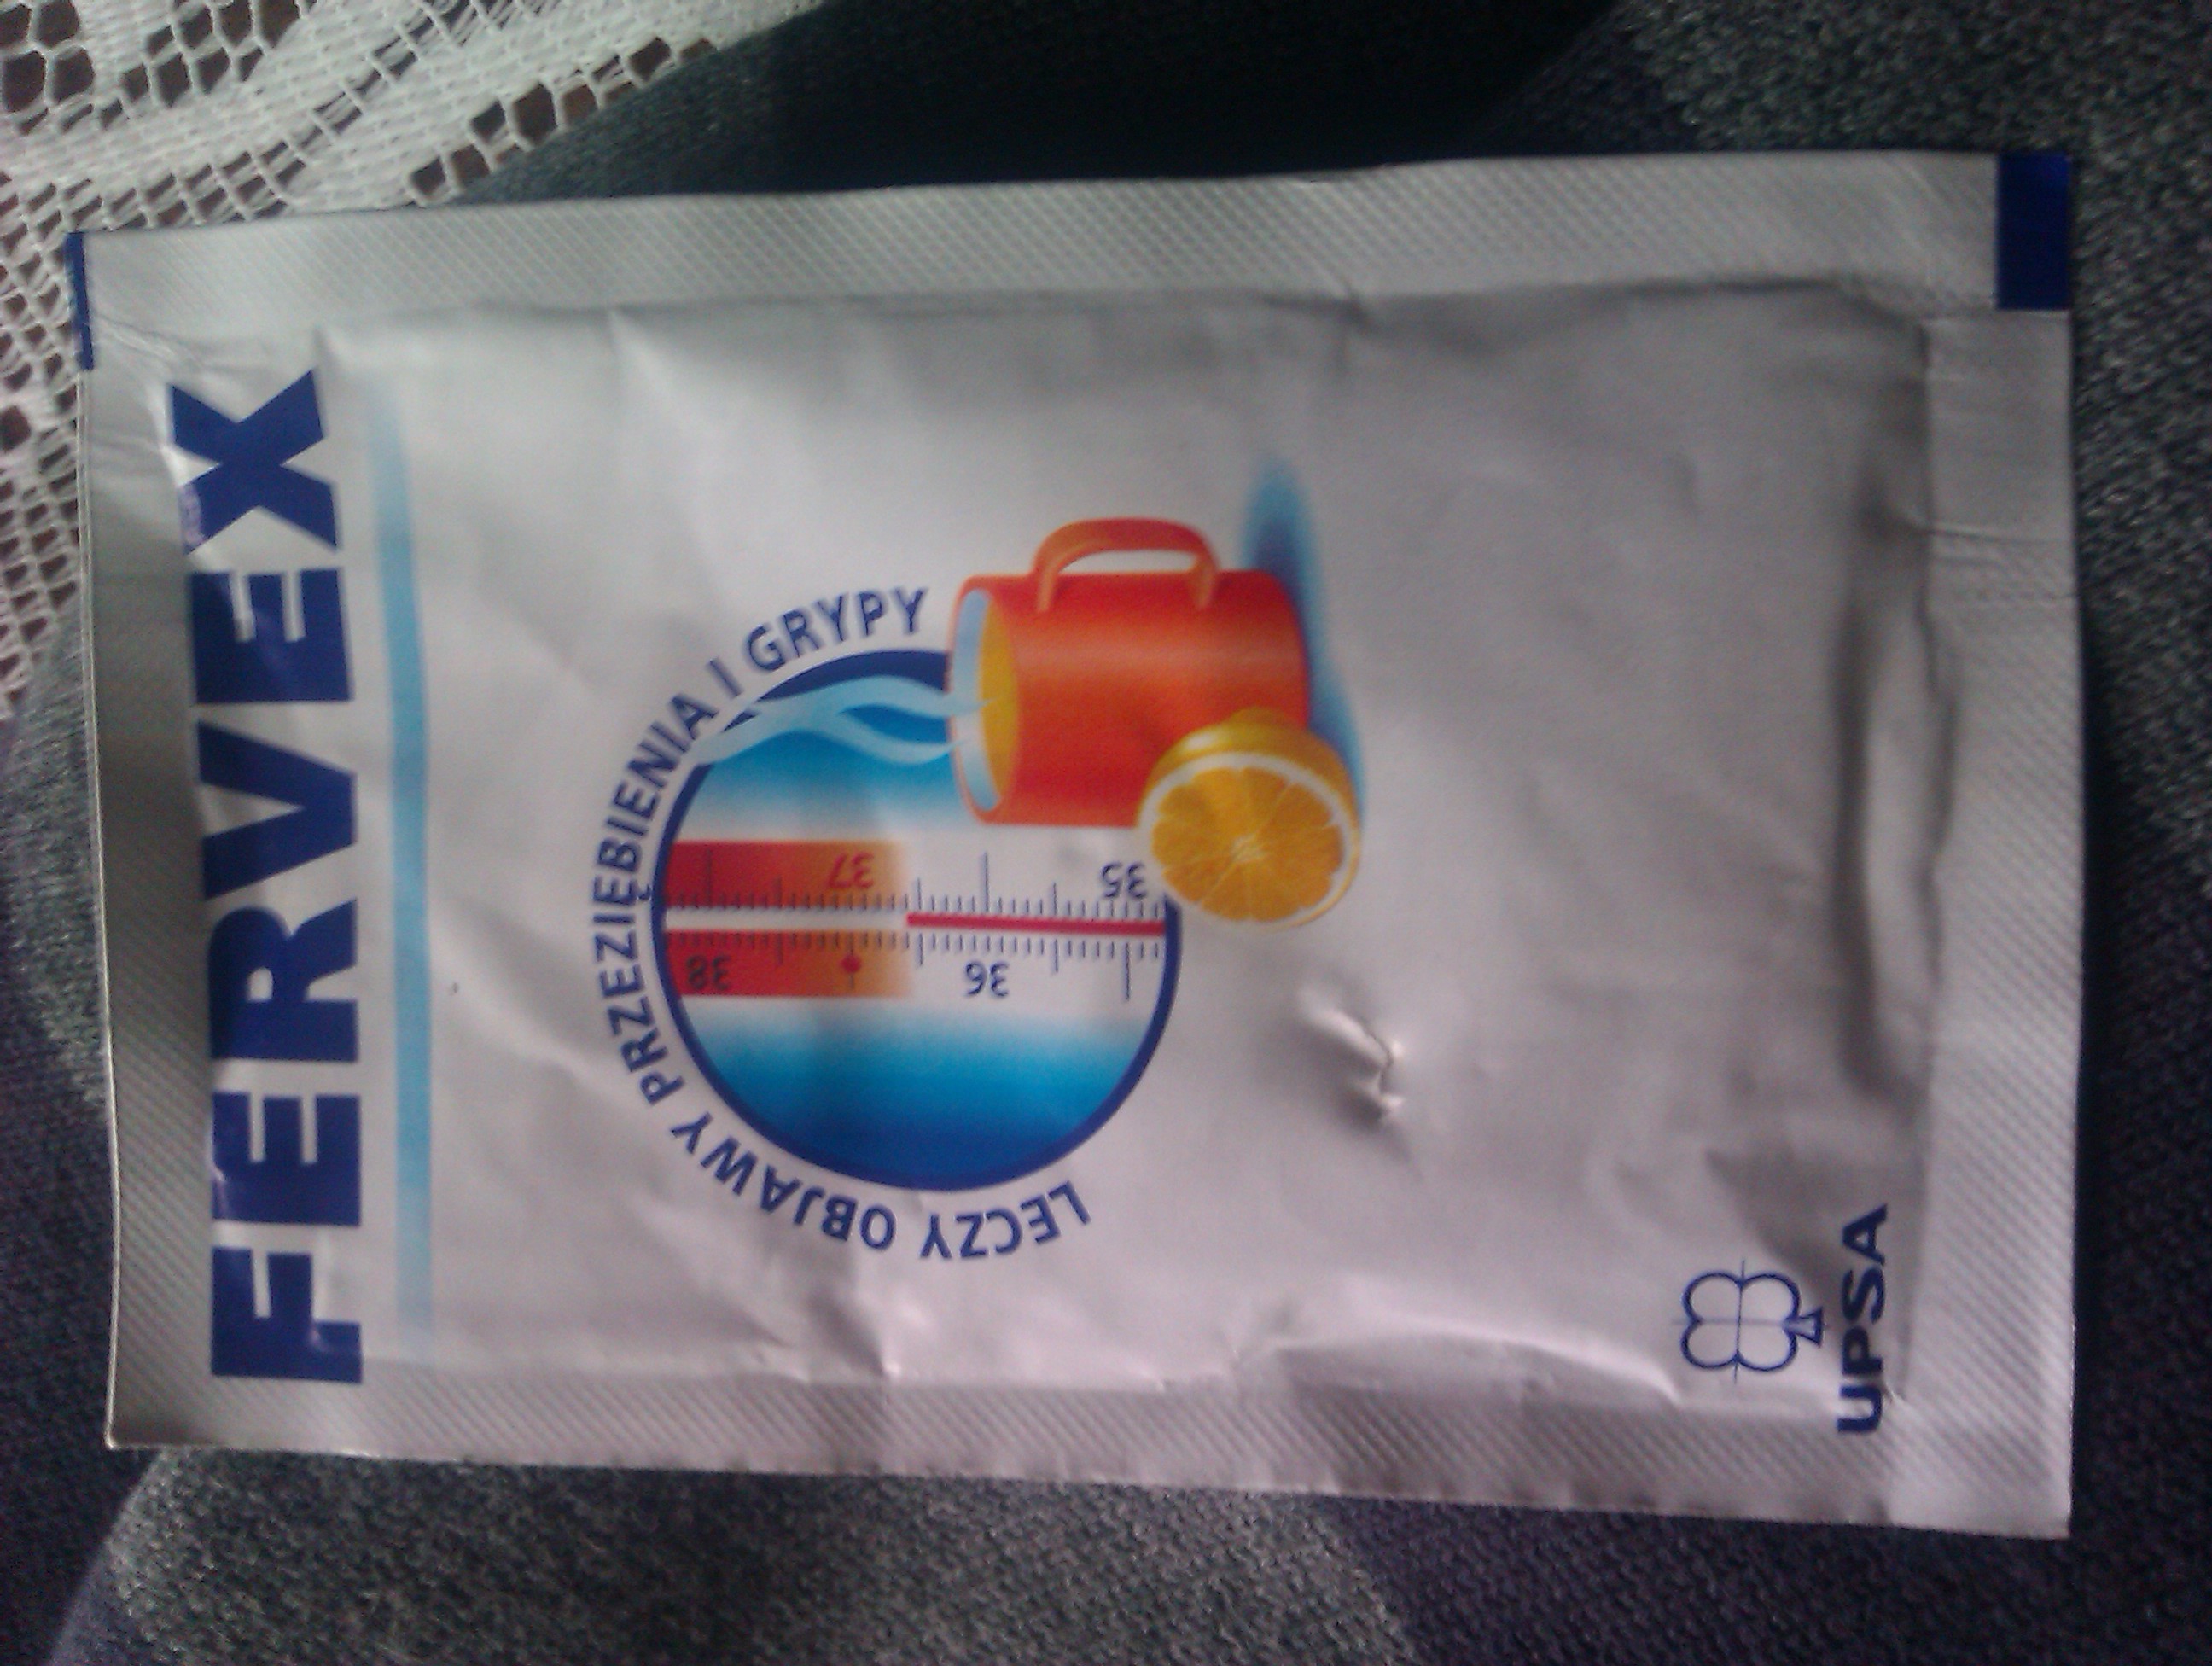 FERVEX
LECZY OBJAWY PRZEZIĘBIENIA I GRYPY
38
37
36
35
UPSA